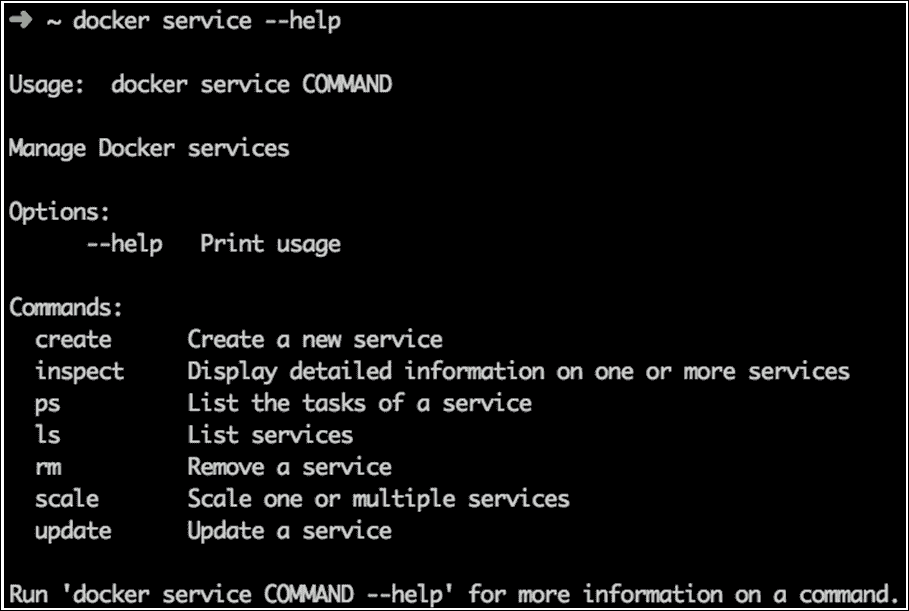 ➜ ~ docker service --help
Usage:  docker service COMMAND
Manage Docker services
Options:
      --help   Print usage
Commands:
  create      Create a new service
  inspect     Display detailed information on one or more services
  ps          List the tasks of a service
  ls          List services
  rm          Remove a service
  scale       Scale one or multiple services
  update      Update a service
Run 'docker service COMMAND --help' for more information on a command.